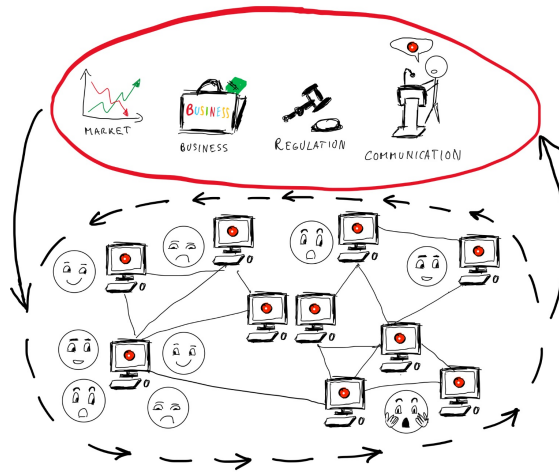 BUSINESS
MARKET
BUSINESS
REGULATION
COMMUNICATION